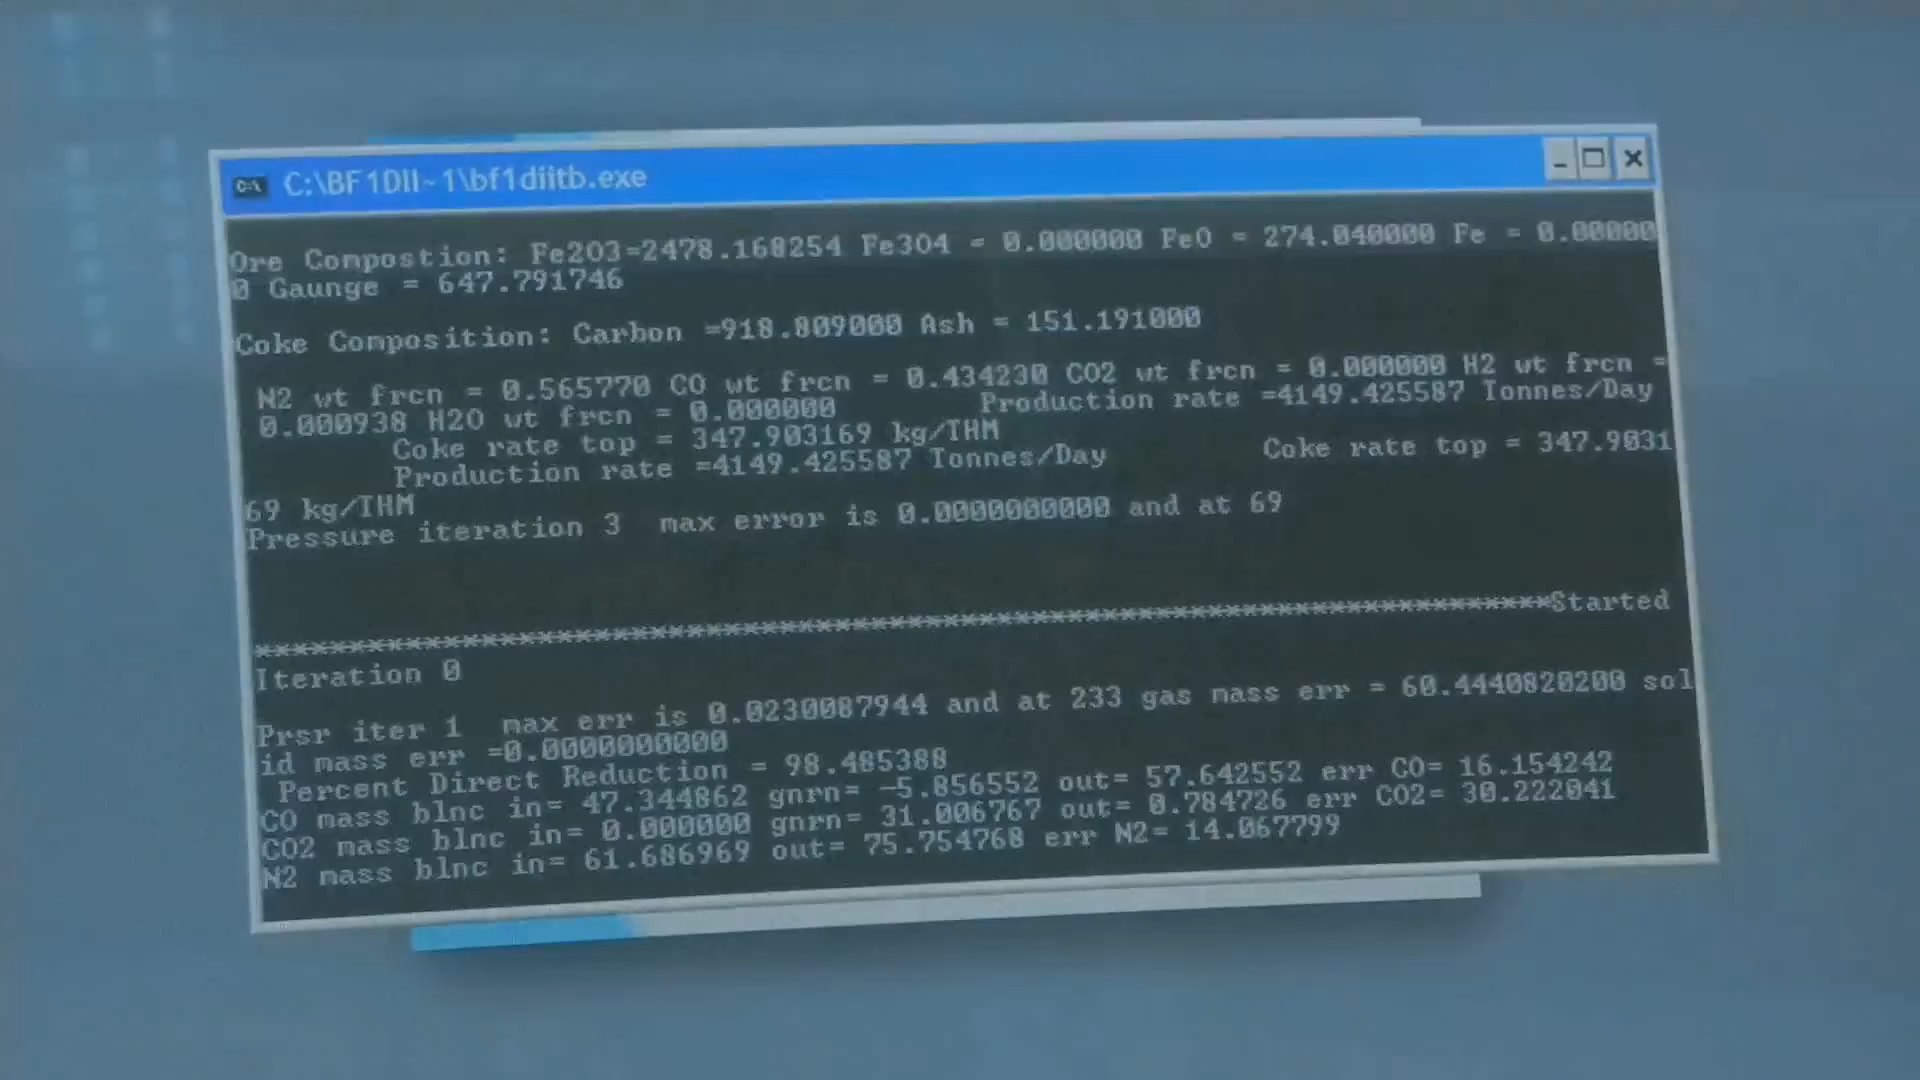 C:\BF1DII~1\bf1diitb.exe
Ore Compostion: Fe2O3=2478.168254 Fe3O4 = 0.000000 FeO = 274.040000 Fe = 0.00000
0 Gaunge = 647.791746
Coke Composition: Carbon =918.809000 Ash = 151.191000
N2 wt frcn = 0.565770 CO wt frcn = 0.434230 CO2 wt frcn = 0.000000 H2 wt frcn =
0.000938 H2O wt frcn = 0.000000 Production rate =4149.425587 Tonnes/Day
Coke rate top = 347.903169 kg/THM
Production rate =4149.425587 Tonnes/Day Coke rate top = 347.9031
69 kg/THM
Pressure iteration 3 max error is 0.0000000000 and at 69
*******************************************************************************Started
Iteration 0
Prsr iter 1 max err is 0.0230087944 and at 233 gas mass err = 60.4440820200 sol
id mass err =0.0000000000
Percent Direct Reduction = 98.485388
CO mass blnc in= 47.344862 gnrn= -5.856552 out= 57.642552 err CO= 16.154242
CO2 mass blnc in= 0.000000 gnrn= 31.006767 out= 0.784726 err CO2= 30.222041
N2 mass blnc in= 61.686969 out= 75.754768 err N2= 14.067799